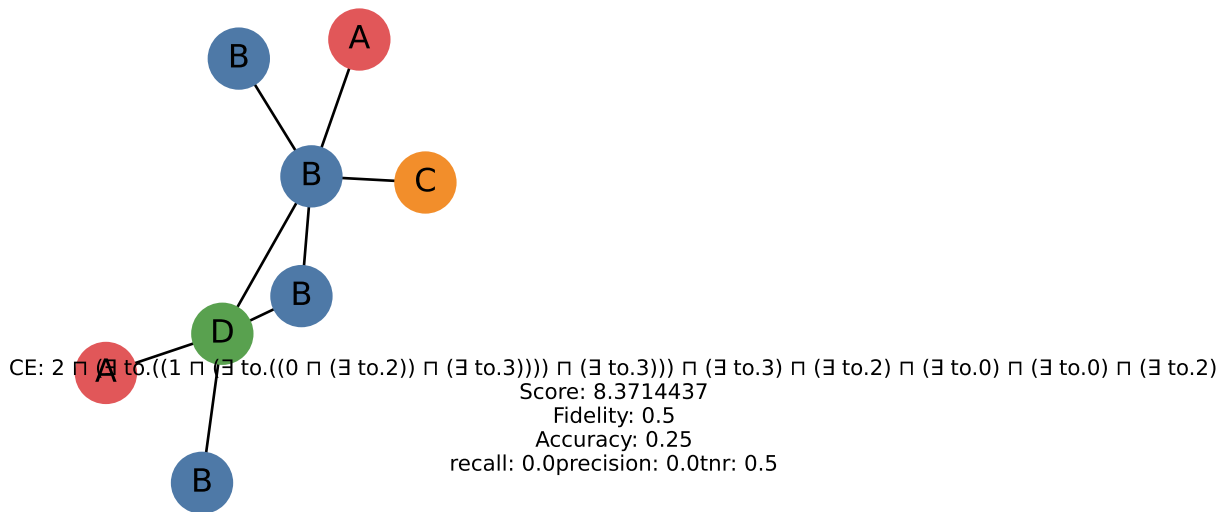 A
B
B
C
B
D
A
CE: 2 ⊓ (∃ to.((1 ⊓ (∃ to.((0 ⊓ (∃ to.2)) ⊓ (∃ to.3)))) ⊓ (∃ to.3))) ⊓ (∃ to.3) ⊓ (∃ to.2) ⊓ (∃ to.0) ⊓ (∃ to.0) ⊓ (∃ to.2)
Score: 8.3714437
Fidelity: 0.5
Accuracy: 0.25
recall: 0.0precision: 0.0tnr: 0.5
B